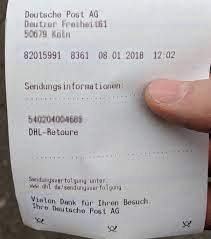 Deutsche Post AG
Deutzer Freiheit61
50679 Köln
82015991 8361 08.01.2018 12:02
Sendungsinformationen:
DHL-Retoure
Sendungsverfolgung unter
www.dhl.de/sendungsverfolgung
Vielen Dank für Ihren Besuch.
Ihre Deutsche Post AG